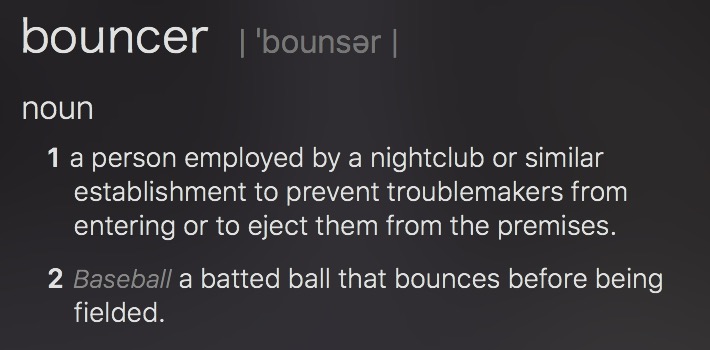 bouncer | ˈbounsər |
noun
1 a person employed by a nightclub or similar
establishment to prevent troublemakers from
entering or to eject them from the premises.
2 Baseball a batted ball that bounces before being
fielded.